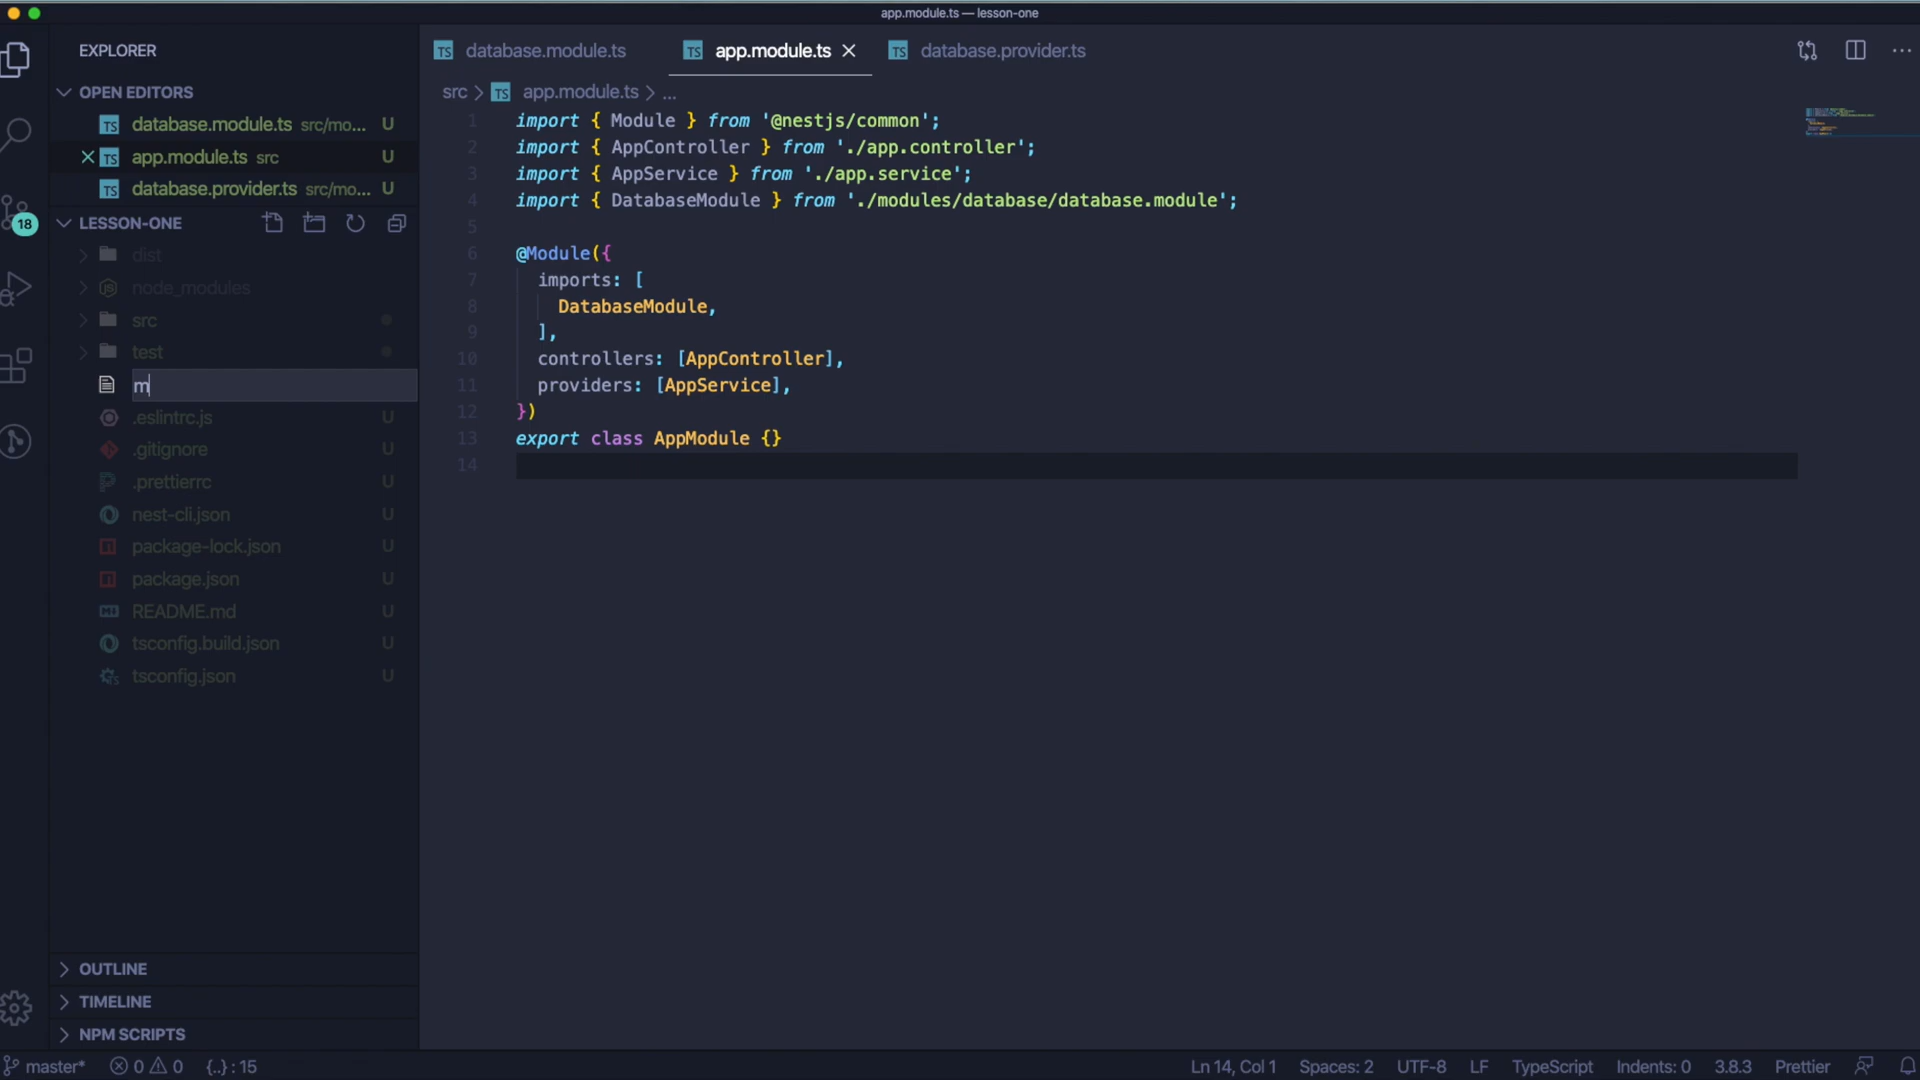 app.module.ts — lesson-one
EXPLORER
OPEN EDITORS
TS database.module.ts src/mo... U
TS app.module.ts src U
TS database.provider.ts src/mo... U
18
LESSON-ONE
dist
node_modules
src
test
m
.eslintrc.js U
.gitignore U
.prettierrc U
nest-cli.json U
package-lock.json U
package.json U
README.md U
tsconfig.build.json U
tsconfig.json U
OUTLINE
TIMELINE
NPM SCRIPTS
TS database.module.ts TS app.module.ts TS database.provider.ts
src > TS app.module.ts > ...
1 import { Module } from '@nestjs/common';
2 import { AppController } from './app.controller';
3 import { AppService } from './app.service';
4 import { DatabaseModule } from './modules/database/database.module';
5
6 @Module({
7 imports: [
8 DatabaseModule,
9 ],
10 controllers: [AppController],
11 providers: [AppService],
12 })
13 export class AppModule {}
14
master* 0 0 {..} : 15 Ln 14, Col 1 Spaces: 2 UTF-8 LF TypeScript Indents: 0 3.8.3 Prettier